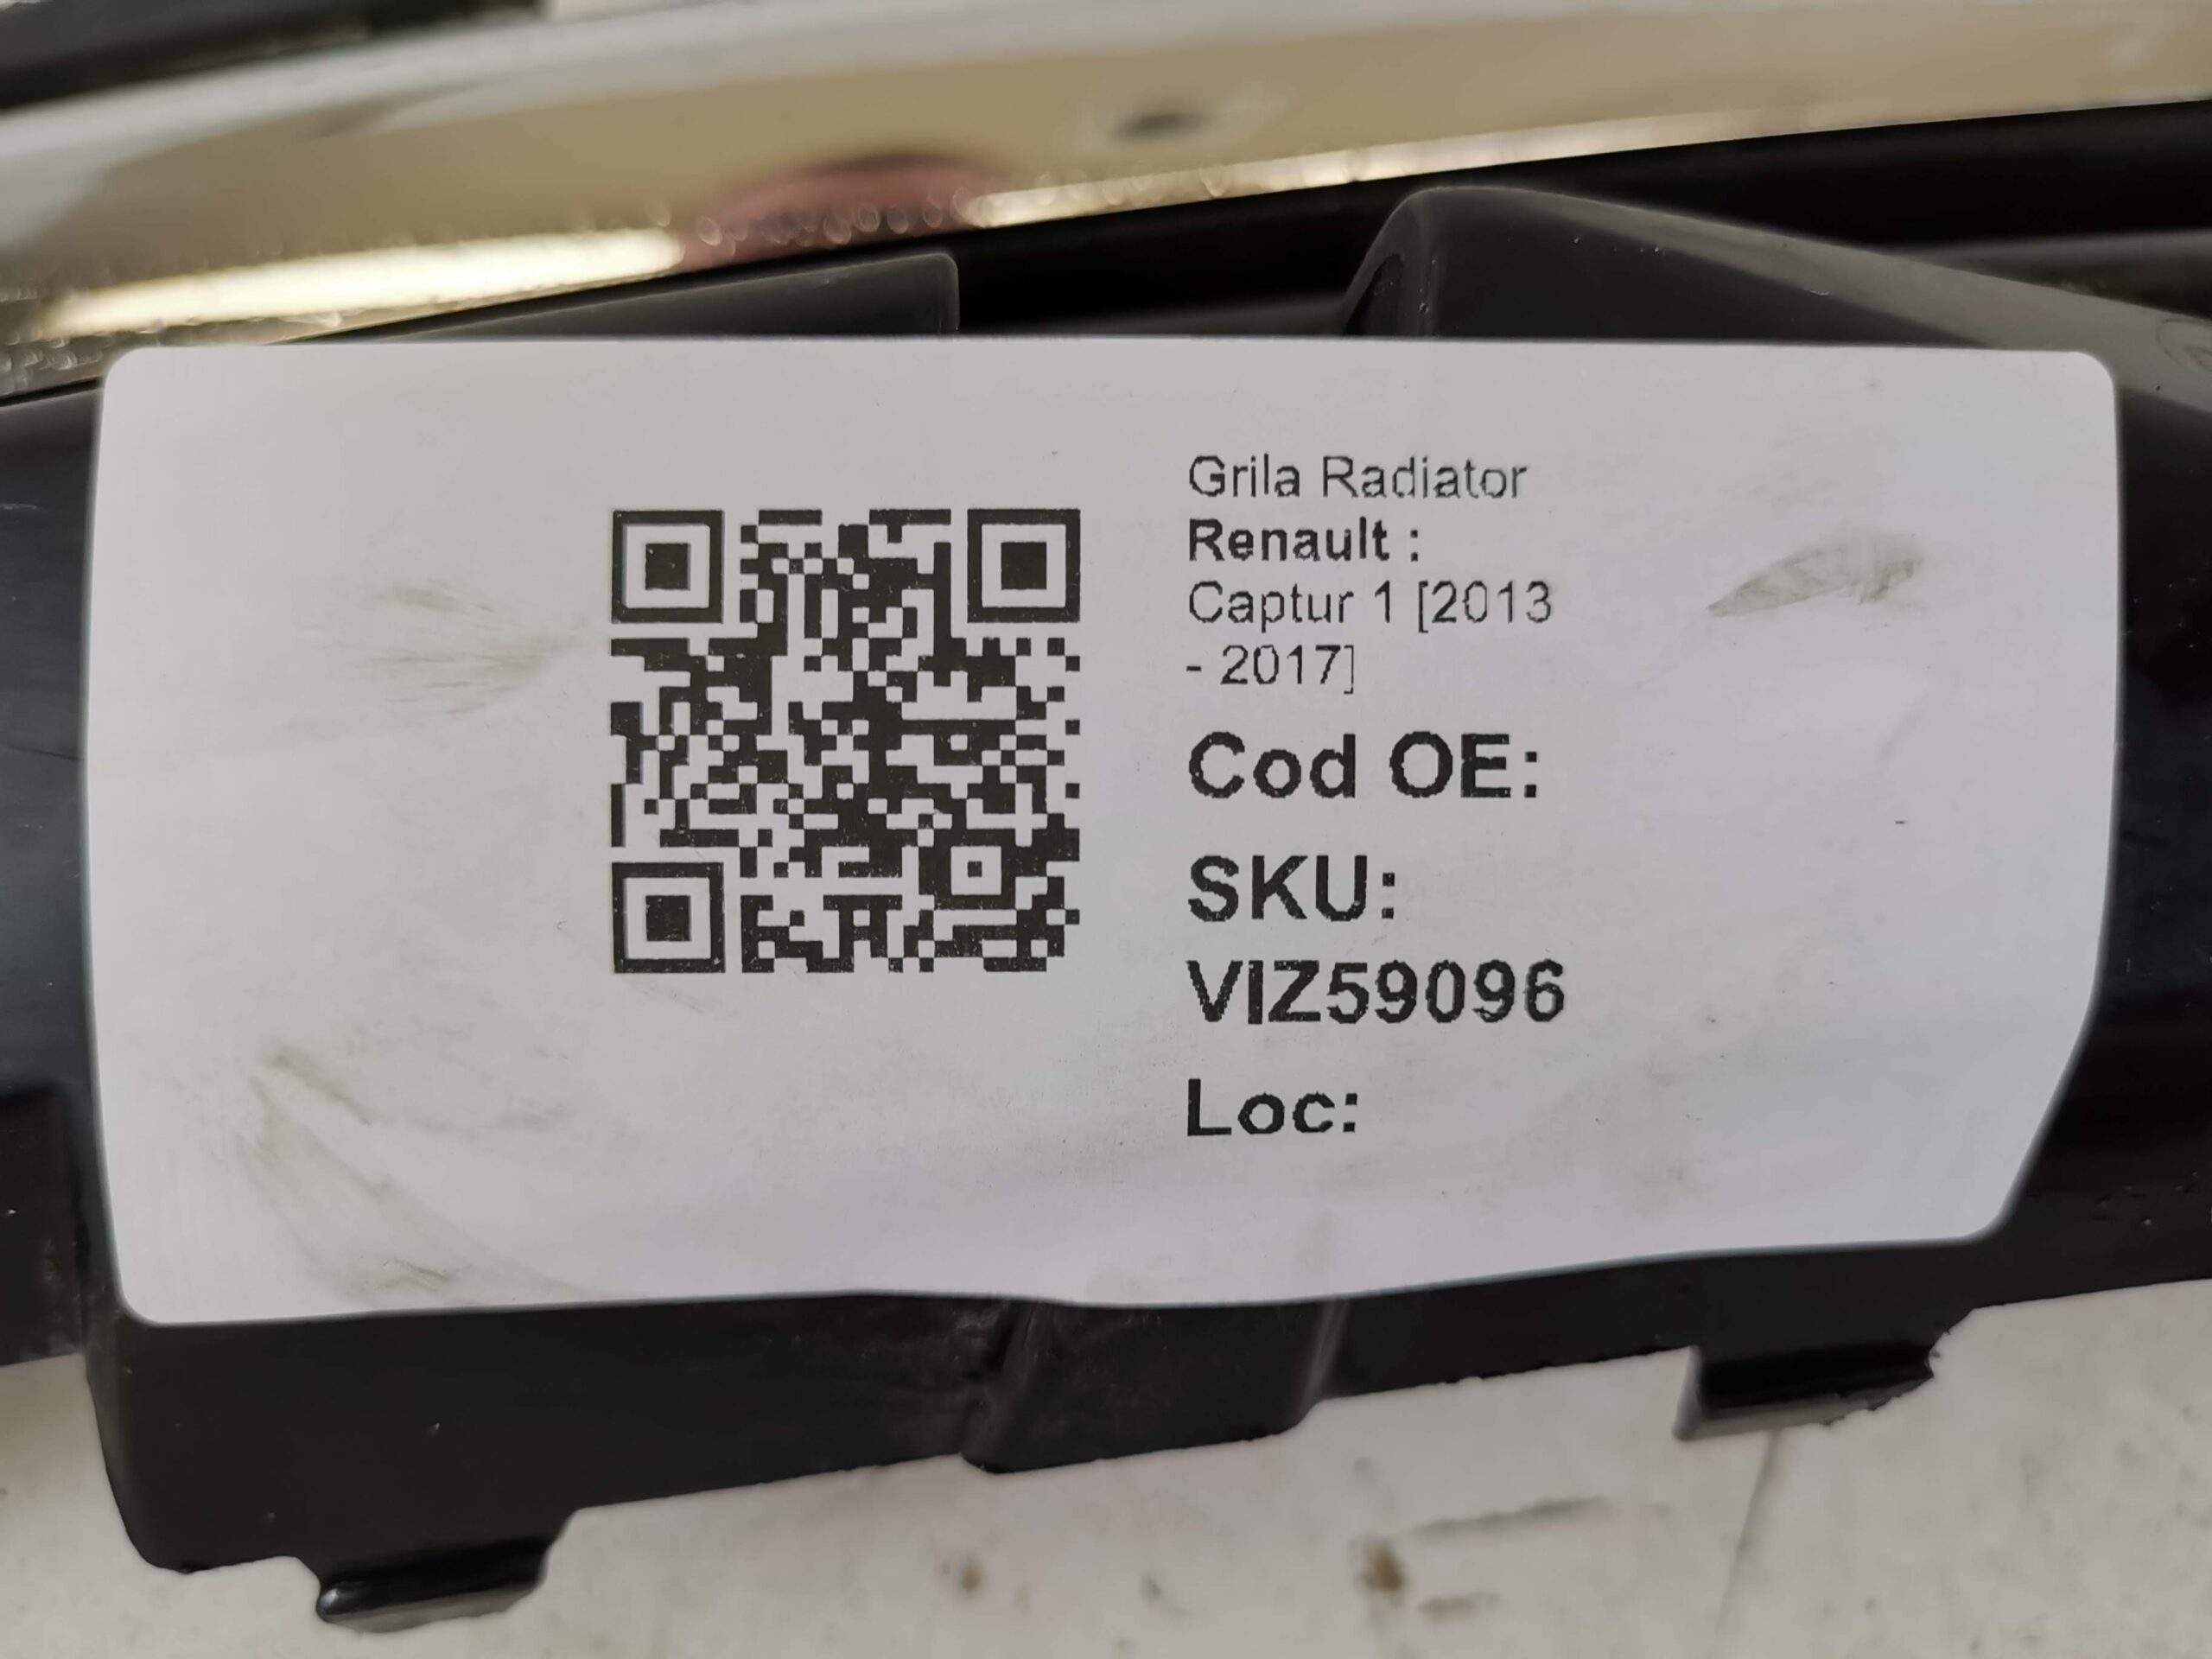 Grila Radiator
Renault :
Captur 1 [2013
- 2017]
Cod OE:
SKU:
VIZ59096
Loc: